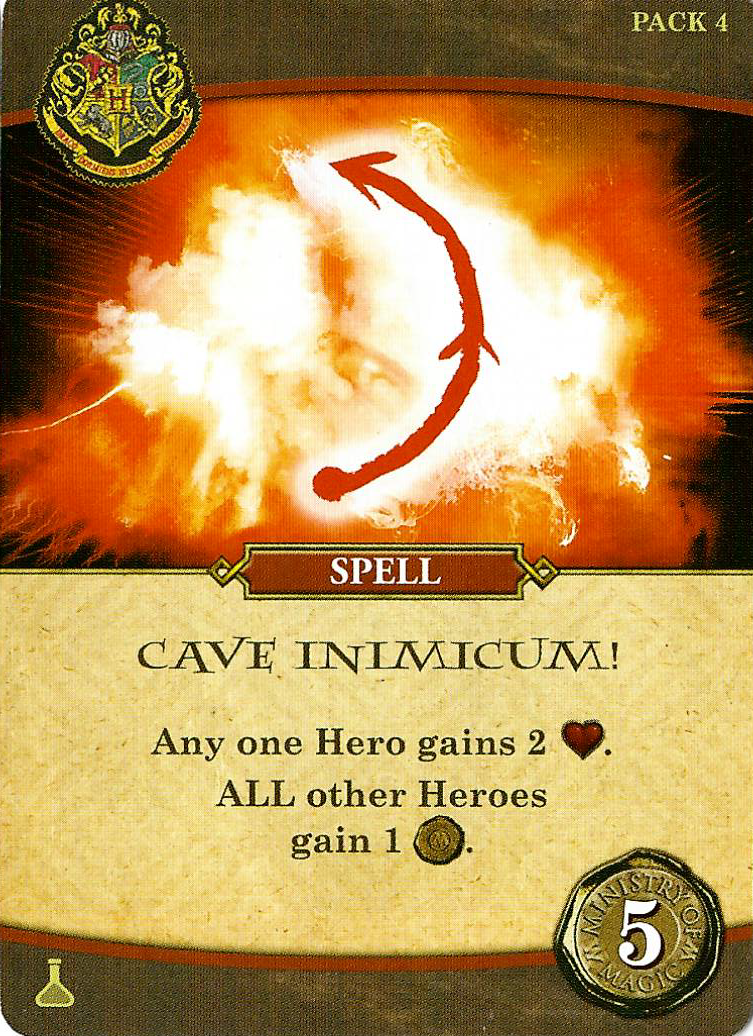 PACK 4
SPELL
CAVE INIMICUM!
Any one Hero gains 2 .
ALL other Heroes
gain 1 .
MINISTRY OF
5
MAGIC